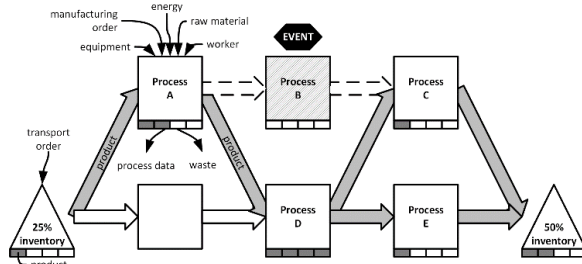 energy
manufacturing
order
raw material
equipment
worker
EVENT
Process
A
Process
B
Process
C
transport
order
product
product
process data
waste
25%
inventory
Process
D
Process
E
50%
inventory
product